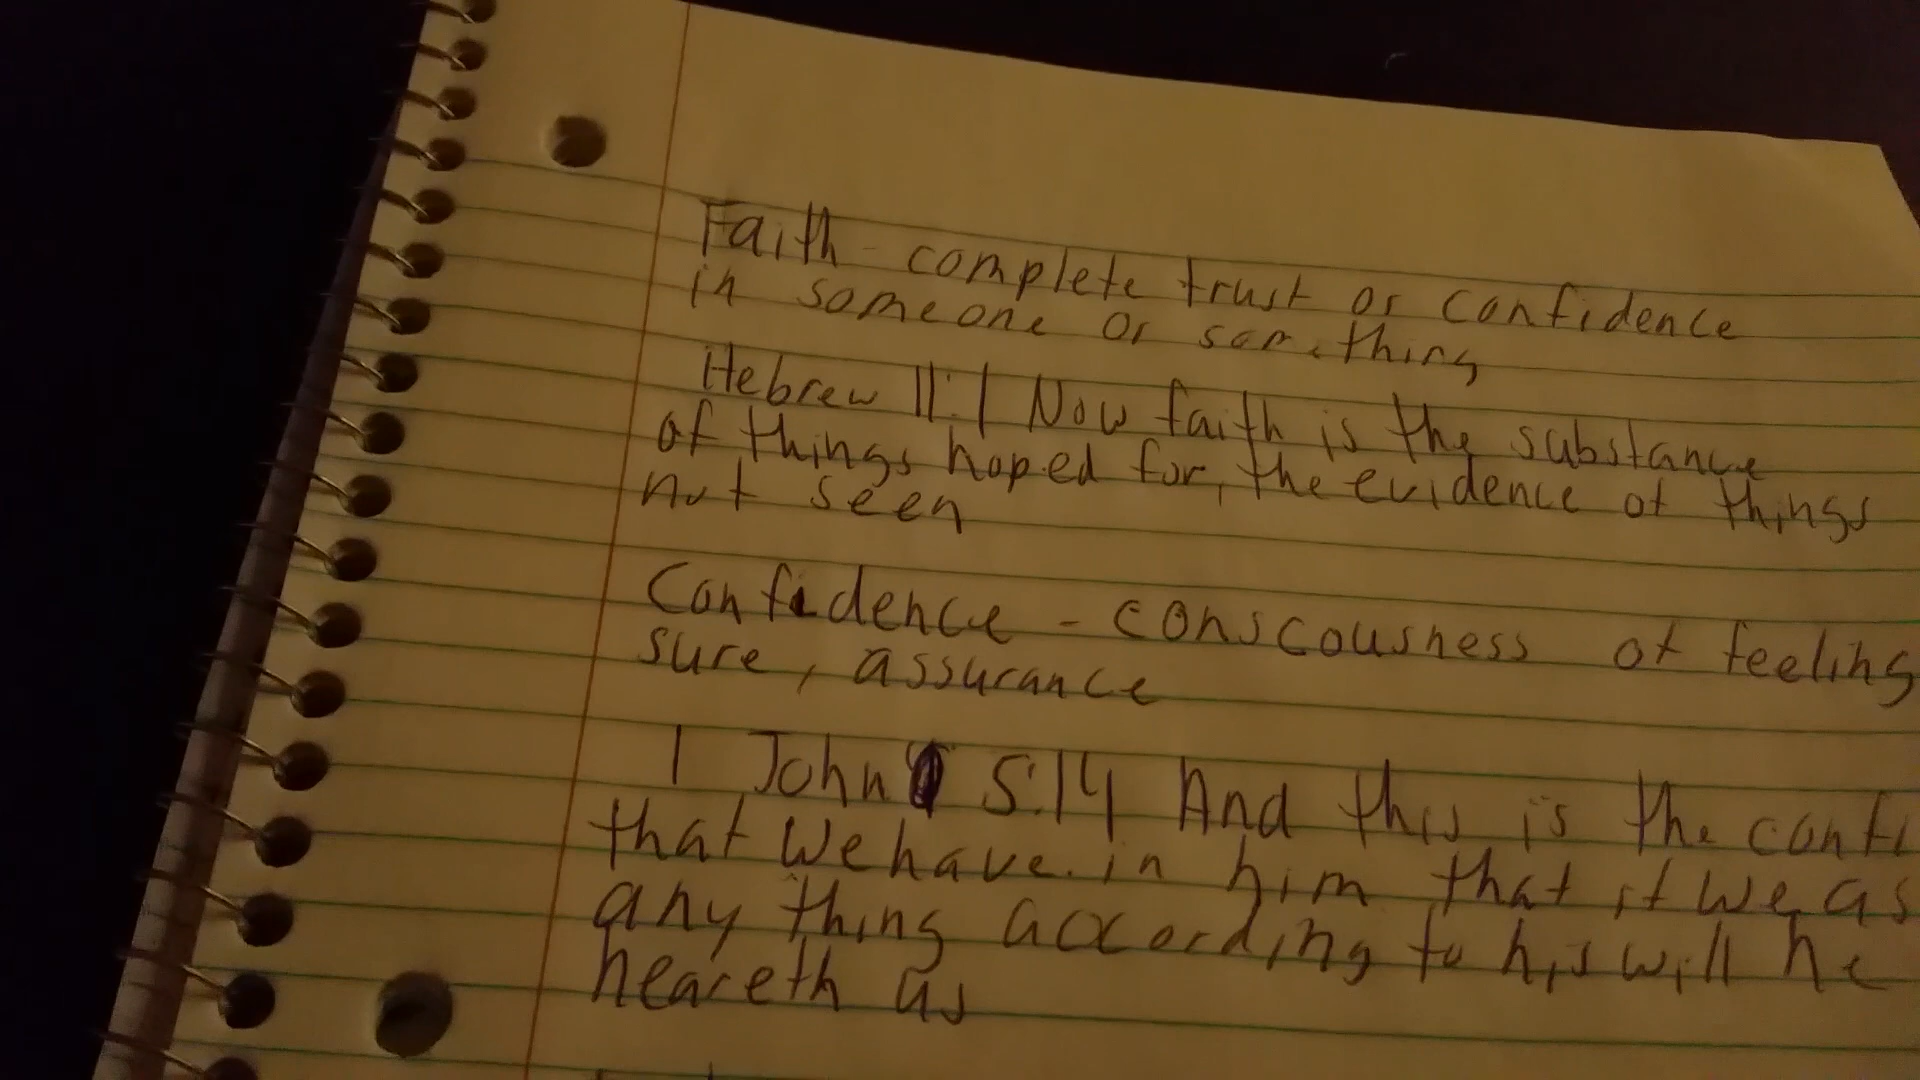 Faith - complete trust or confidence
in someone or something
Hebrew 11:1 Now faith is the substance
of things hoped for, the evidence of things
not seen
Confidence - conscousness of feeling
sure, assurance
1 John 5:14 And this is the confi
that we have in him that if we as
any thing according to his will he
heareth us